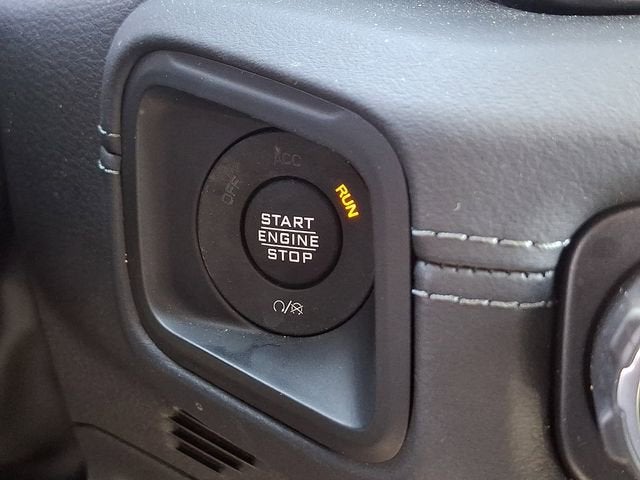 OFF
ACC
RUN
START
ENGINE
STOP